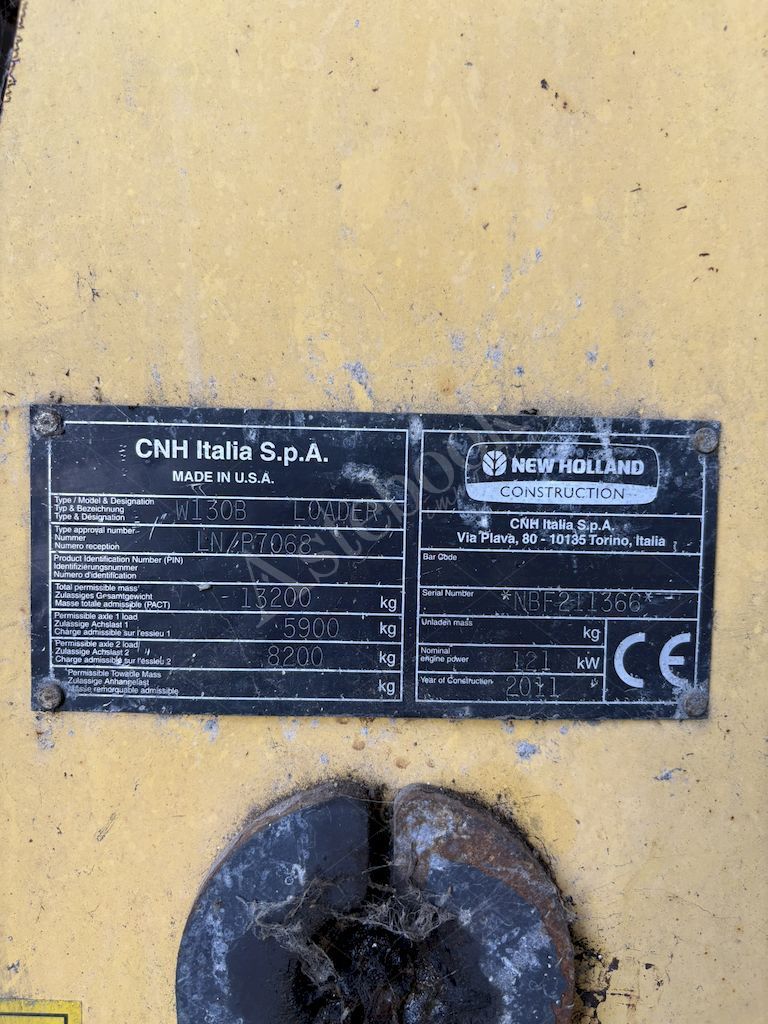 CNH Italia S.p.A.
MADE IN U.S.A.
Type / Model & Designation
Typ & Bezeichnung
Type & Désignation
W130B LOADER
Type approval number
Nummer
Numero reception
LN/P7068
Product Identification Number (PIN)
Identifizierungsnummer
Numero d'identification
Total permissible mass
Zulassiges Gesamtgewicht
Masse totale admissible (PACT)
13200 kg
Permissible axle 1 load
Zulassige Achslast 1
Charge admissible sur l'essieu 1
5900 kg
Permissible axle 2 load
Zulassige Achslast 2
Charge admissible sur l'essieu 2
8200 kg
Permissible Towable Mass
Zulassige Anhangelast
Masse remorquable admissible
kg
NEW HOLLAND
CONSTRUCTION
CNH Italia S.p.A.
Via Plava, 80 - 10135 Torino, Italia
Bar Code
Serial Number
*NBF211366*
Unladen mass
kg
Nominal
engine power
121 kW
Year of Construction
2011
CE